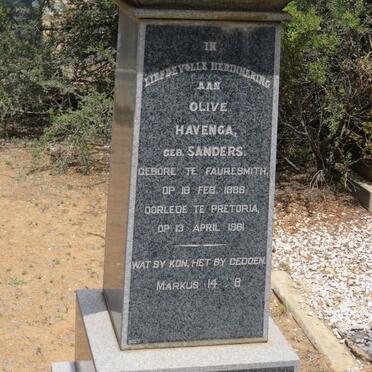 IN
LIEFDEVOLLE HERINNERING
AAN
OLIVE
HAVENGA,
GEB. SANDERS.
GEBORE TE FAURESMITH,
OP 18 FEB. 1888
OORLEDE TE PRETORIA,
OP 13 APRIL 1961
WAT SY KON, HET SY GEDOEN.
MARKUS 14 : 8